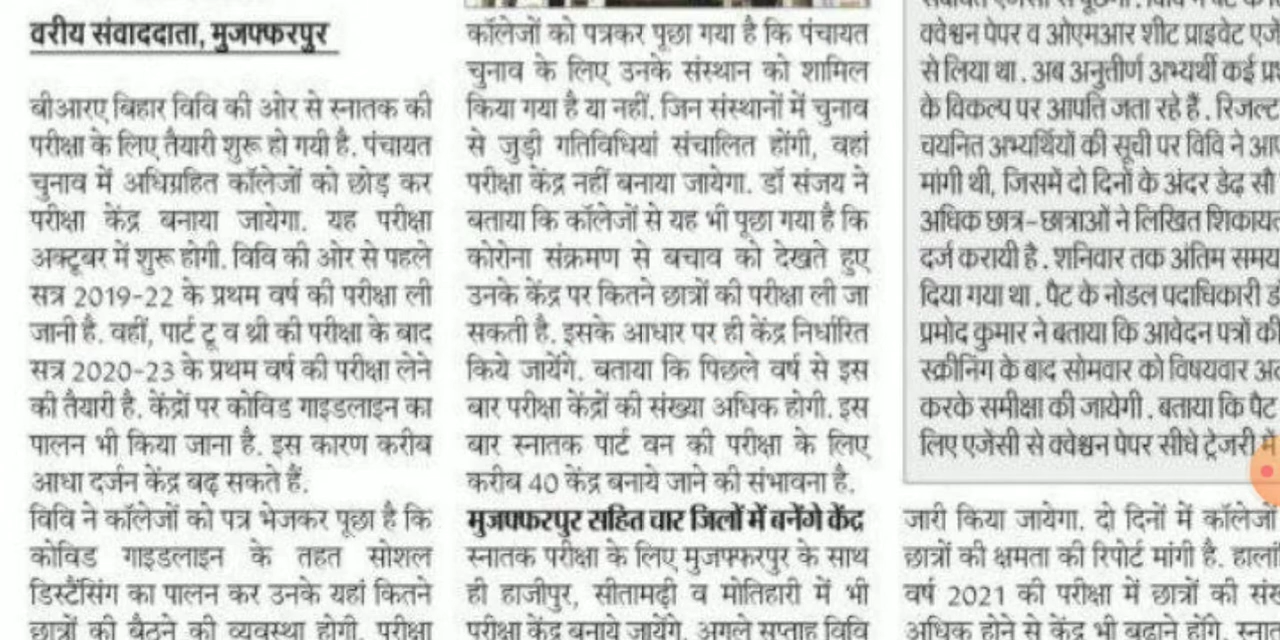 वरीय संवाददाता, मुजफ्फरपुर
बीआरए बिहार विवि की ओर से स्नातक की
परीक्षा के लिए तैयारी शुरू हो गयी है. पंचायत
चुनाव में अधिग्रहित कॉलेजों को छोड़ कर
परीक्षा केंद्र बनाया जायेगा. यह परीक्षा
अक्टूबर में शुरू होगी. विवि की ओर से पहले
सत्र 2019-22 के प्रथम वर्ष की परीक्षा ली
जानी है. वहीं, पार्ट टू व थ्री की परीक्षा के बाद
सत्र 2020-23 के प्रथम वर्ष की परीक्षा लेने
की तैयारी है. केंद्रों पर कोविड गाइडलाइन का
पालन भी किया जाना है. इस कारण करीब
आधा दर्जन केंद्र बढ़ सकते हैं.
विवि ने कॉलेजों को पत्र भेजकर पूछा है कि
कोविड गाइडलाइन के तहत सोशल
डिस्टैंसिंग का पालन कर उनके यहां कितने
छात्रों की बैठने की व्यवस्था होगी. परीक्षा
कॉलेजों को पत्रकर पूछा गया है कि पंचायत
चुनाव के लिए उनके संस्थान को शामिल
किया गया है या नहीं. जिन संस्थानों में चुनाव
से जुड़ी गतिविधियां संचालित होंगी, वहां
परीक्षा केंद्र नहीं बनाया जायेगा. डॉ संजय ने
बताया कि कॉलेजों से यह भी पूछा गया है कि
कोरोना संक्रमण से बचाव को देखते हुए
उनके केंद्र पर कितने छात्रों की परीक्षा ली जा
सकती है. इसके आधार पर ही केंद्र निर्धारित
किये जायेंगे. बताया कि पिछले वर्ष से इस
बार परीक्षा केंद्रों की संख्या अधिक होगी. इस
बार स्नातक पार्ट वन की परीक्षा के लिए
करीब 40 केंद्र बनाये जाने की संभावना है.
मुजफ्फरपुर सहित चार जिलों में बनेंगे केंद्र
स्नातक परीक्षा के लिए मुजफ्फरपुर के साथ
ही हाजीपुर, सीतामढ़ी व मोतिहारी में भी
परीक्षा केंद्र बनाये जायेंगे. अगले सप्ताह विवि
क्वेश्चन पेपर व ओएमआर शीट प्राइवेट
से लिया था. अब अनुत्तीर्ण अभ्यर्थी कई
के विकल्प पर आपत्ति जता रहे हैं. रिजल्ट
चयनित अभ्यर्थियों की सूची पर विवि ने
मांगी थी, जिसमें दो दिनों के अंदर डेढ़ सौ
अधिक छात्र-छात्राओं ने लिखित शिकायत
दर्ज करायी है. शनिवार तक अंतिम समय
दिया गया था. पैट के नोडल पदाधिकारी
प्रमोद कुमार ने बताया कि आवेदन पत्रों की
स्क्रीनिंग के बाद सोमवार को विषयवार
करके समीक्षा की जायेगी. बताया कि पैट
लिए एजेंसी से क्वेश्चन पेपर सीधे ट्रेजरी में
जारी किया जायेगा. दो दिनों में कॉलेजों
छात्रों की क्षमता की रिपोर्ट मांगी है.
वर्ष 2021 की परीक्षा में छात्रों की
अधिक होने से केंद्र भी बढ़ाने होंगे.